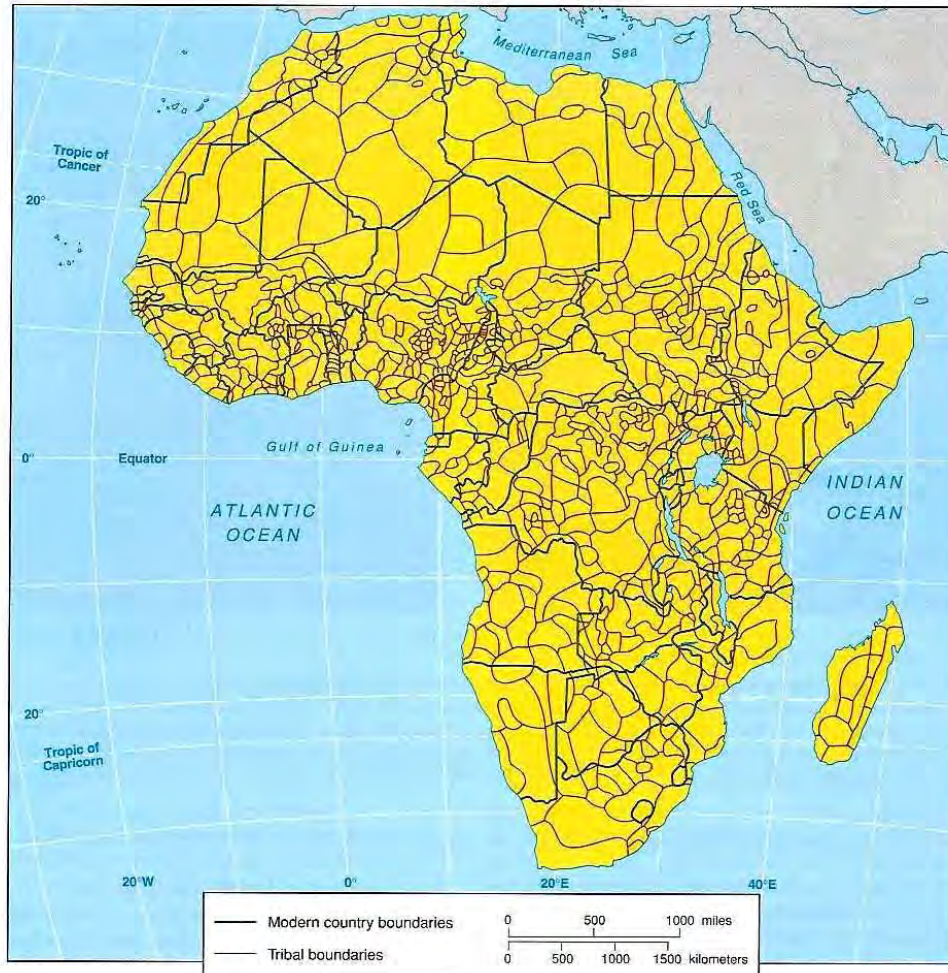 Mediterranean Sea
Tropic of
Cancer
20°
Red Sea
Gulf of Guinea
0°
Equator
INDIAN
OCEAN
ATLANTIC
OCEAN
20°
Tropic of
Capricorn
20°W
0°
20°E
40°E
Modern country boundaries
0 500 1000 miles
Tribal boundaries
0 500 1000 1500 kilometers